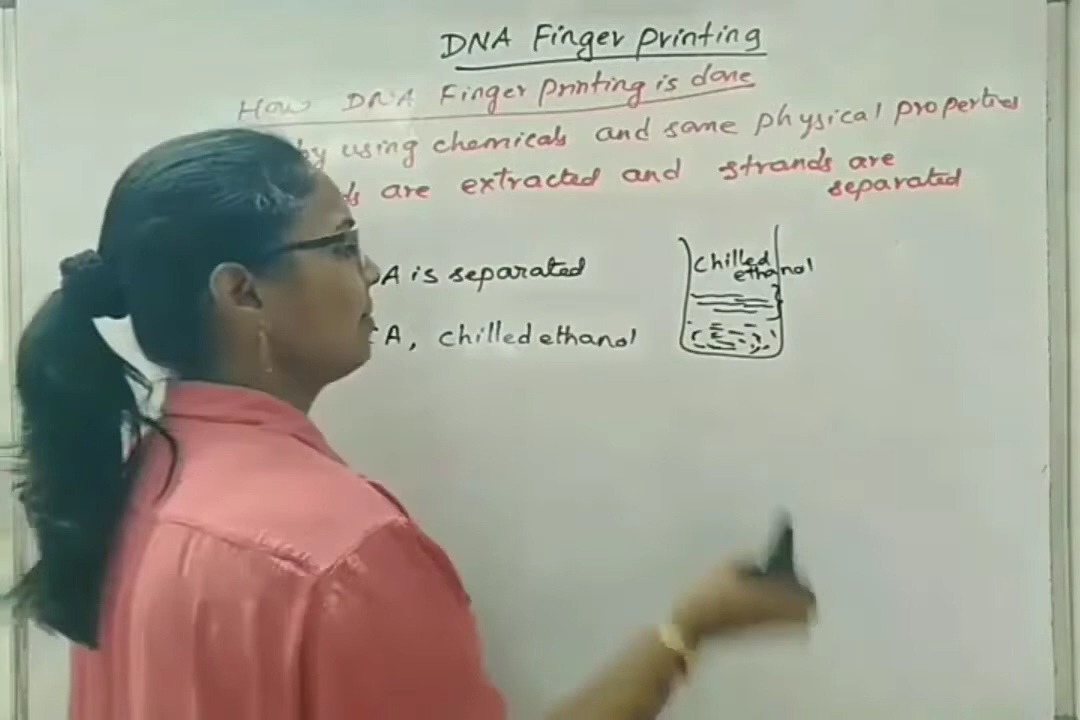 DNA Finger printing
How DNA Finger printing is done
by using chemicals and some physical properties
are extracted and strands are
separated
A is separated
A, chilled ethanol
chilled
ethanol